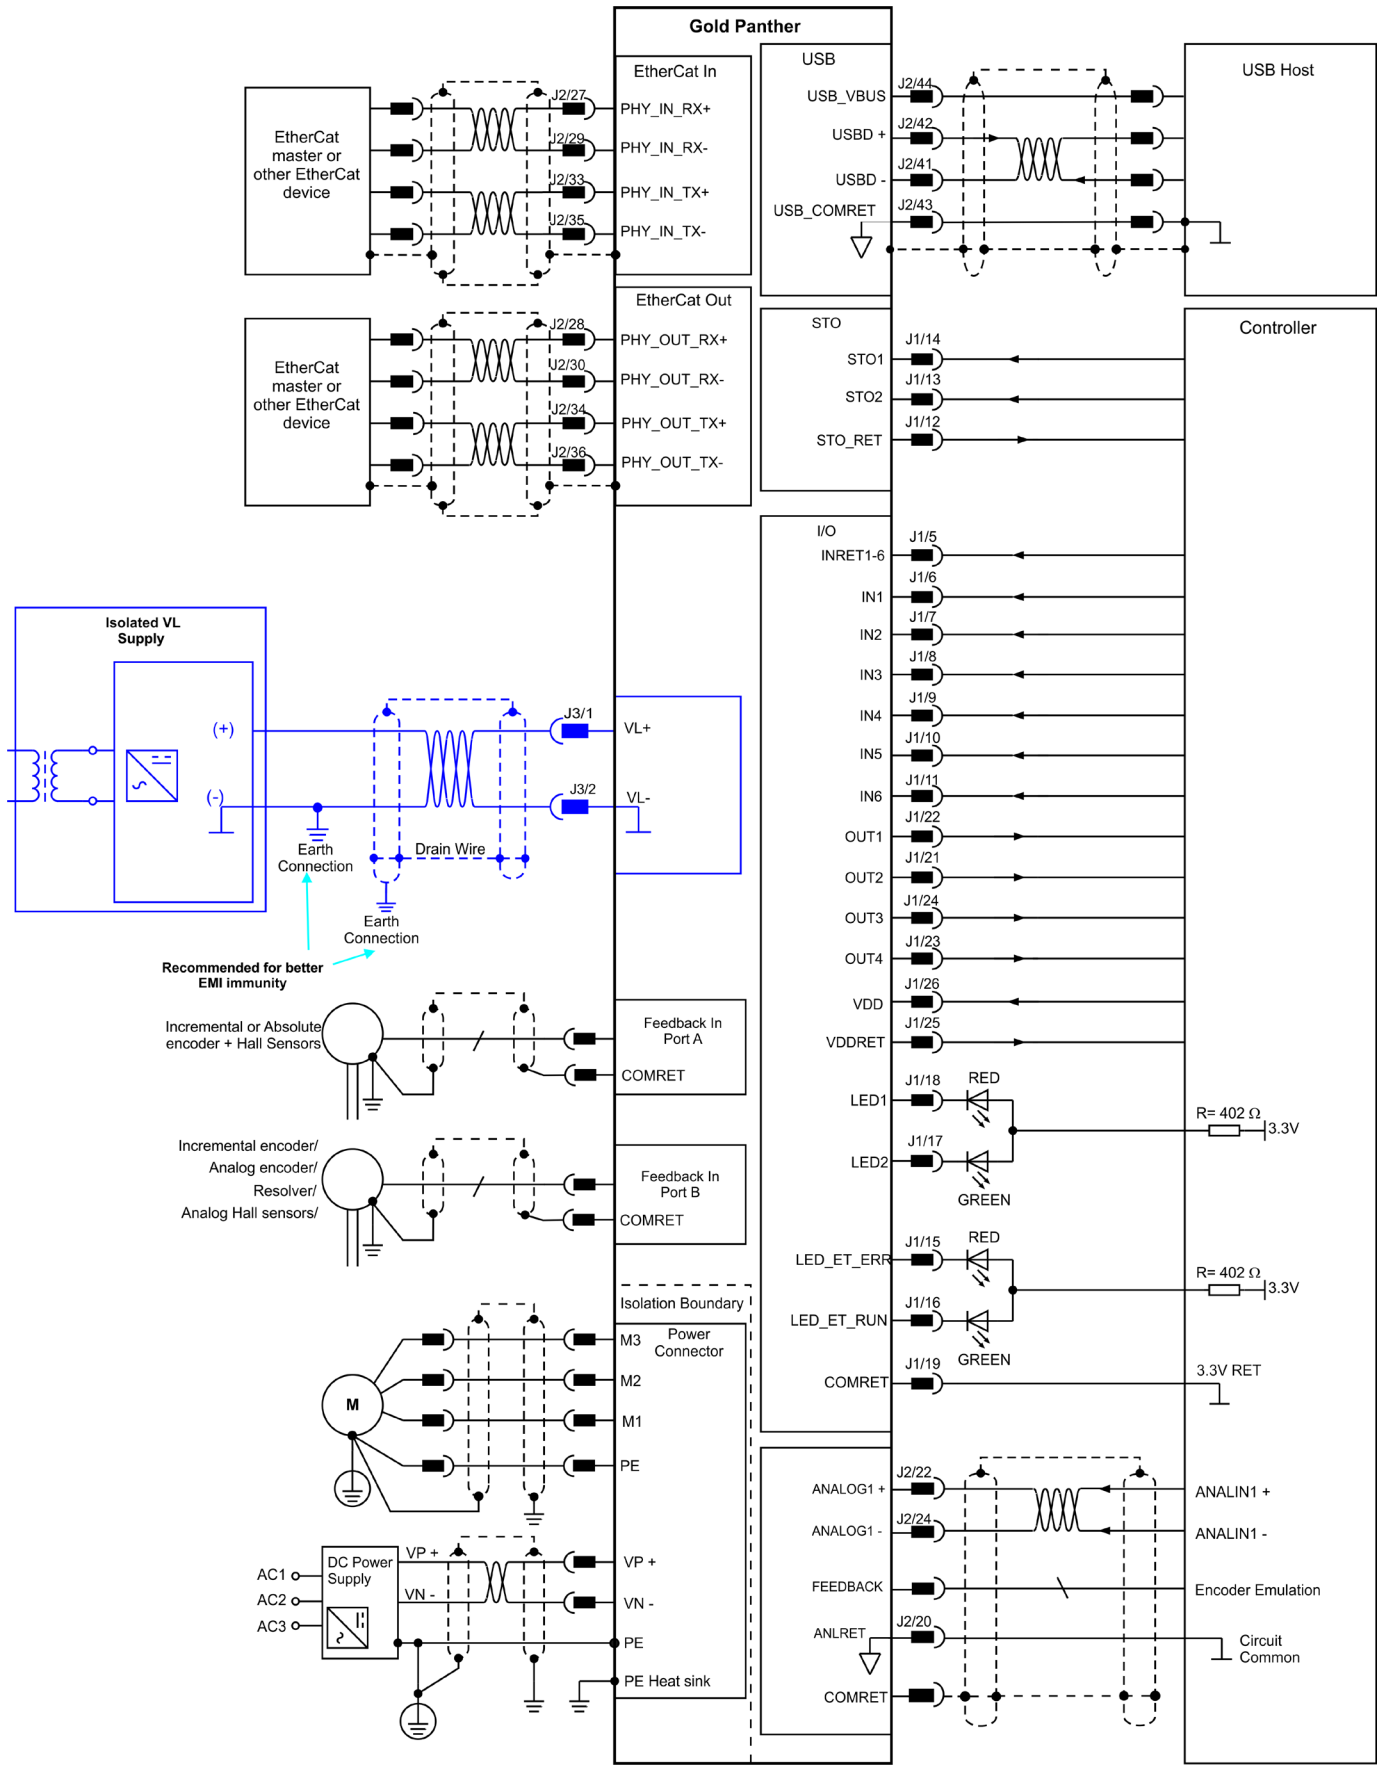 Gold Panther
EtherCat In
EtherCat
master or
other EtherCat
device
J2/27
PHY_IN_RX+
J2/29
PHY_IN_RX-
J2/33
PHY_IN_TX+
J2/35
PHY_IN_TX-
EtherCat Out
EtherCat
master or
other EtherCat
device
J2/28
PHY_OUT_RX+
J2/30
PHY_OUT_RX-
J2/34
PHY_OUT_TX+
J2/36
PHY_OUT_TX-
Isolated VL
Supply
(+)
(-)
J3/1
VL+
J3/2
VL-
Drain Wire
Earth
Connection
Earth
Connection
Recommended for better
EMI immunity
Incremental or Absolute
encoder + Hall Sensors
Feedback In
Port A
COMRET
Incremental encoder/
Analog encoder/
Resolver/
Analog Hall sensors/
Feedback In
Port B
COMRET
Isolation Boundary
Power
Connector
M
M3
M2
M1
PE
DC Power
Supply
AC1
AC2
AC3
VP +
VN -
VP +
VN -
PE
PE Heat sink
USB
USB Host
USB_VBUS
J2/44
USBD +
J2/42
USBD -
J2/41
USB_COMRET
J2/43
STO
Controller
STO1
J1/14
STO2
J1/13
STO_RET
J1/12
I/O
INRET1-6
J1/5
IN1
J1/6
IN2
J1/7
IN3
J1/8
IN4
J1/9
IN5
J1/10
IN6
J1/11
OUT1
J1/22
OUT2
J1/21
OUT3
J1/24
OUT4
J1/23
VDD
J1/26
VDDRET
J1/25
LED1
J1/18
RED
R= 402 Ω
3.3V
LED2
J1/17
GREEN
LED_ET_ERR
J1/15
RED
R= 402 Ω
3.3V
LED_ET_RUN
J1/16
GREEN
COMRET
J1/19
3.3V RET
ANALOG1 +
J2/22
ANALIN1 +
ANALOG1 -
J2/24
ANALIN1 -
FEEDBACK
Encoder Emulation
ANLRET
J2/20
Circuit
Common
COMRET